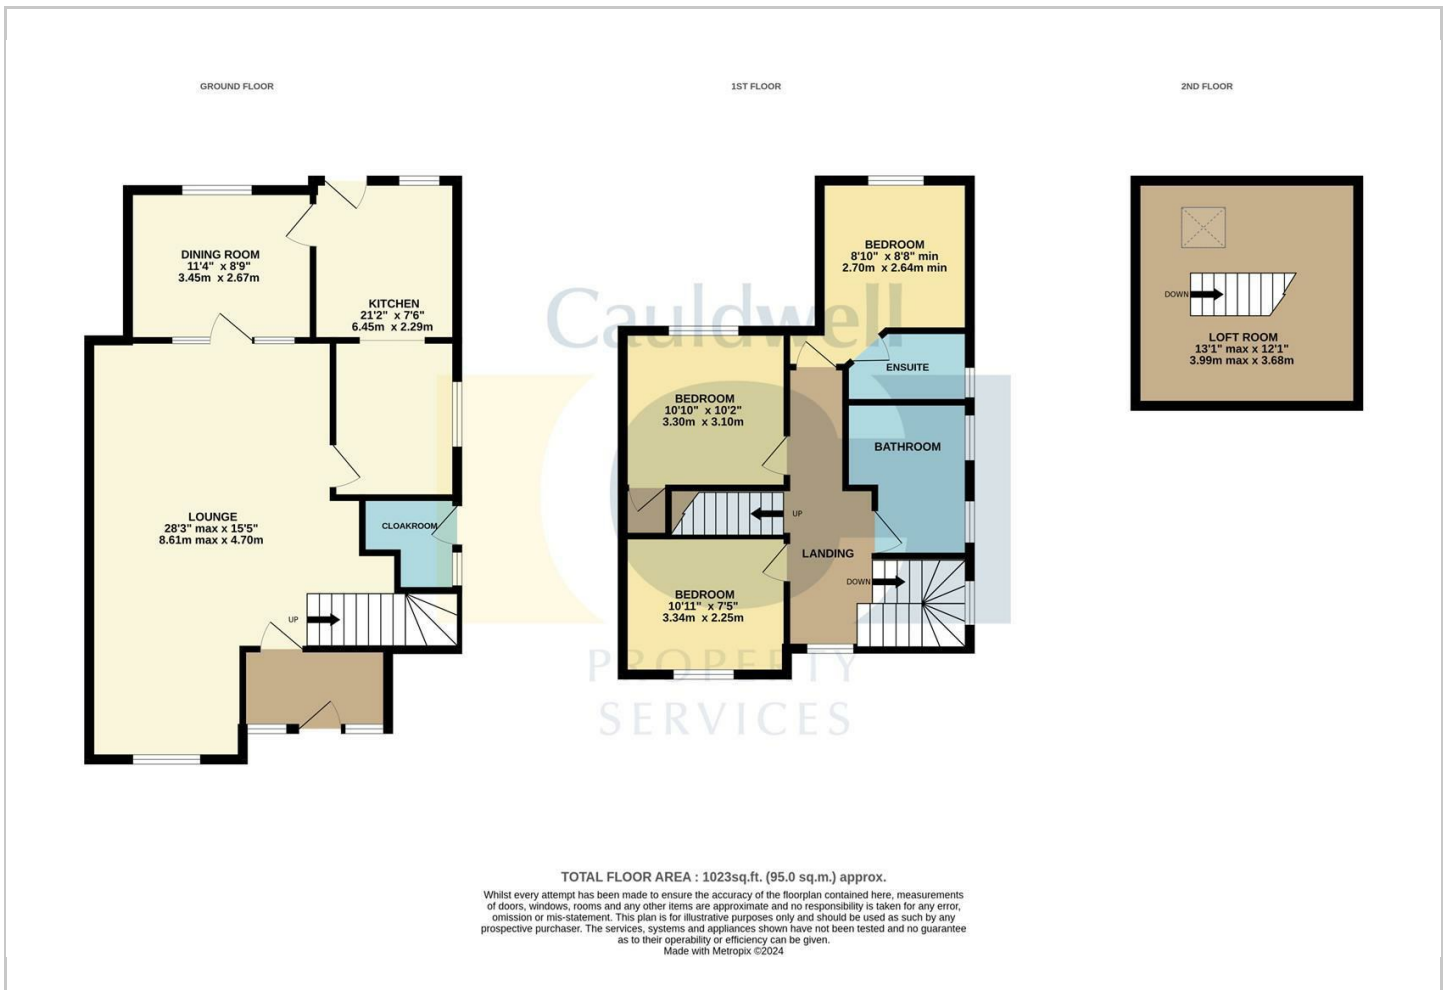 GROUND FLOOR
1ST FLOOR
2ND FLOOR
DINING ROOM
11'4" x 8'9"
3.45m x 2.67m
KITCHEN
21'2" x 7'6"
6.45m x 2.29m
LOUNGE
28'3" max x 15'5"
8.61m max x 4.70m
CLOAKROOM
UP
BEDROOM
8'10" x 8'8" min
2.70m x 2.64m min
ENSUITE
BEDROOM
10'10" x 10'2"
3.30m x 3.10m
BATHROOM
UP
LANDING
DOWN
BEDROOM
10'11" x 7'5"
3.34m x 2.25m
DOWN
LOFT ROOM
13'1" max x 12'1"
3.99m max x 3.68m
Cauldwell
PROPERTY
SERVICES
TOTAL FLOOR AREA : 1023sq.ft. (95.0 sq.m.) approx.
Whilst every attempt has been made to ensure the accuracy of the floorplan contained here, measurements
of doors, windows, rooms and any other items are approximate and no responsibility is taken for any error,
omission or mis-statement. This plan is for illustrative purposes only and should be used as such by any
prospective purchaser. The services, systems and appliances shown have not been tested and no guarantee
as to their operability or efficiency can be given.
Made with Metropix ©2024